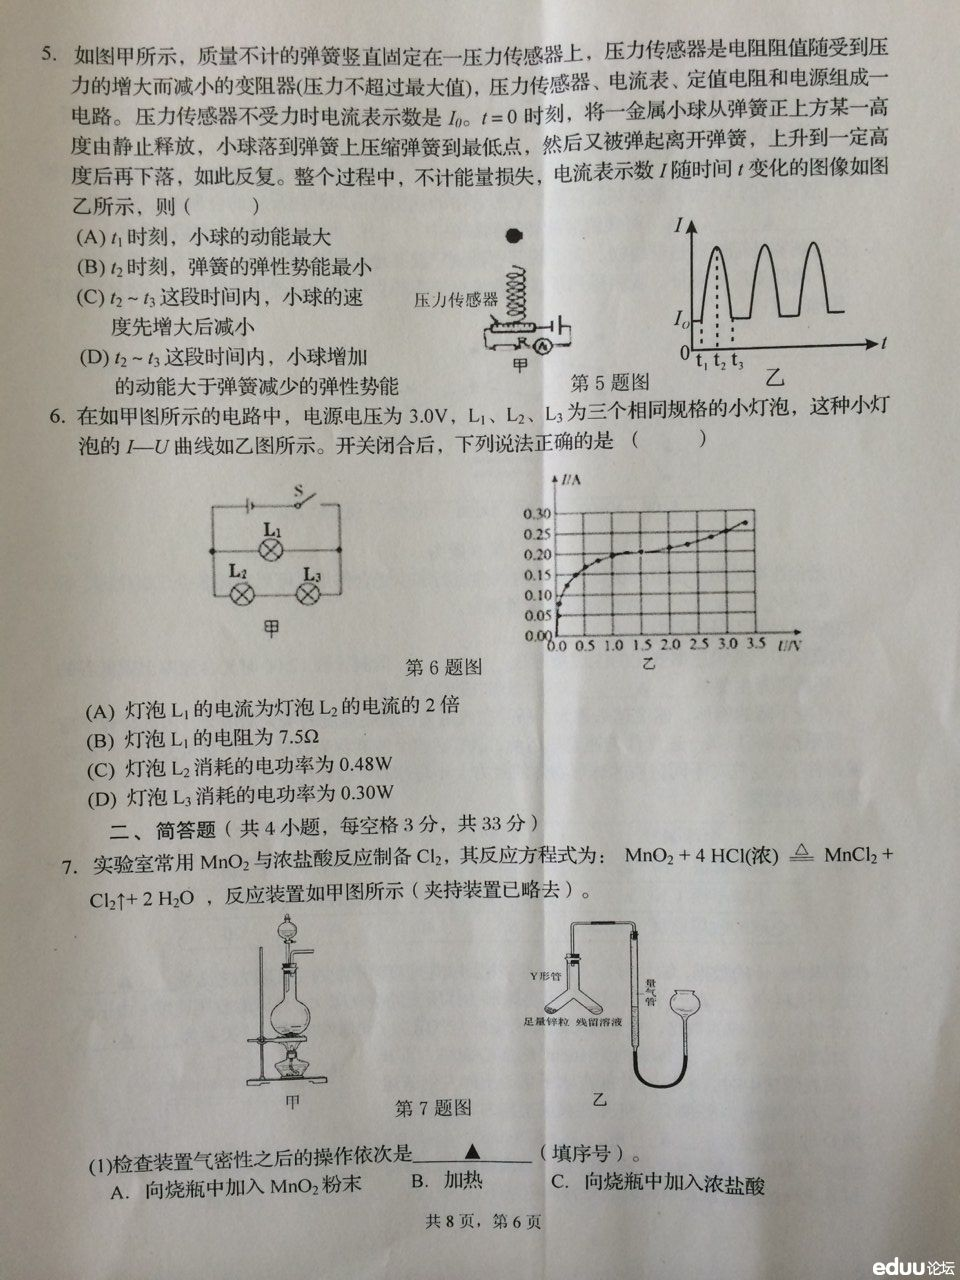 5. 如图甲所示，质量不计的弹簧竖直固定在一压力传感器上，压力传感器是电阻阻值随受到压
力的增大而减小的变阻器(压力不超过最大值)，压力传感器、电流表、定值电阻和电源组成一
电路。压力传感器不受力时电流表示数是 I₀。t = 0 时刻，将一金属小球从弹簧正上方某一高
度由静止释放，小球落到弹簧上压缩弹簧到最低点，然后又被弹起离开弹簧，上升到一定高
度后再下落，如此反复。整个过程中，不计能量损失，电流表示数 I 随时间 t 变化的图像如图
乙所示，则（ ）
(A) t₁ 时刻，小球的动能最大
(B) t₂ 时刻，弹簧的弹性势能最小
(C) t₂ ~ t₃ 这段时间内，小球的速
度先增大后减小
(D) t₂ ~ t₃ 这段时间内，小球增加
的动能大于弹簧减少的弹性势能
压力传感器
R
A
甲
I
I₀
0
t₁ t₂ t₃
t
乙
第 5 题图
6. 在如甲图所示的电路中，电源电压为 3.0V，L₁、L₂、L₃ 为三个相同规格的小灯泡，这种小灯
泡的 I—U 曲线如乙图所示。开关闭合后，下列说法正确的是 （ ）
S
L₁
L₂ L₃
甲
I/A
0.30
0.25
0.20
0.15
0.10
0.05
0.00
0.0 0.5 1.0 1.5 2.0 2.5 3.0 3.5 U/V
乙
第 6 题图
(A) 灯泡 L₁ 的电流为灯泡 L₂ 的电流的 2 倍
(B) 灯泡 L₁ 的电阻为 7.5Ω
(C) 灯泡 L₂ 消耗的电功率为 0.48W
(D) 灯泡 L₃ 消耗的电功率为 0.30W
二、简答题（共 4 小题，每空格 3 分，共 33 分）
7. 实验室常用 MnO₂ 与浓盐酸反应制备 Cl₂，其反应方程式为： MnO₂ + 4 HCl(浓) △ MnCl₂ +
Cl₂↑+ 2 H₂O ，反应装置如甲图所示（夹持装置已略去）。
甲
Y形管
足量锌粒 残留溶液
量气管
乙
第 7 题图
(1)检查装置气密性之后的操作依次是 ▲ （填序号）。
A. 向烧瓶中加入 MnO₂ 粉末 B. 加热 C. 向烧瓶中加入浓盐酸
共 8 页，第 6 页
eduu论坛